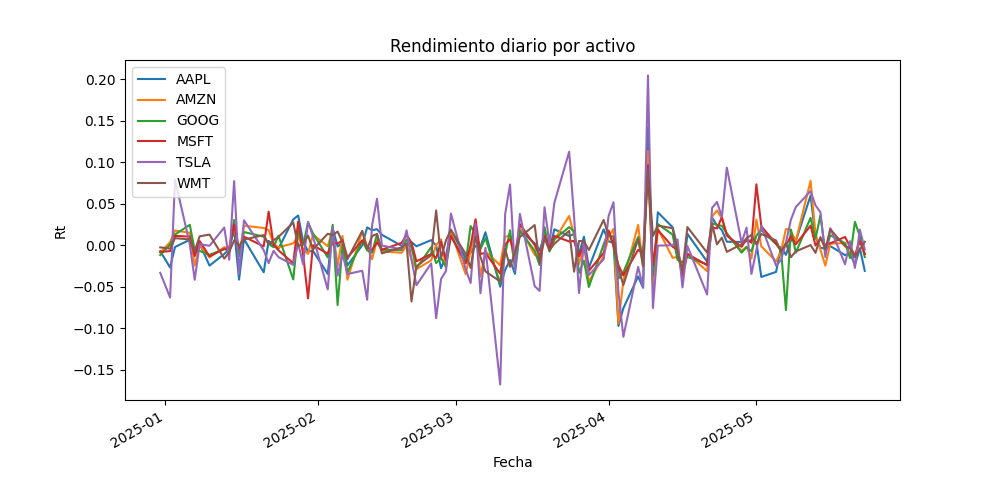 Rendimiento diario por activo
Rt
0.20
0.15
0.10
0.05
0.00
−0.05
−0.10
−0.15
AAPL
AMZN
GOOG
MSFT
TSLA
WMT
2025-01
2025-02
2025-03
2025-04
2025-05
Fecha